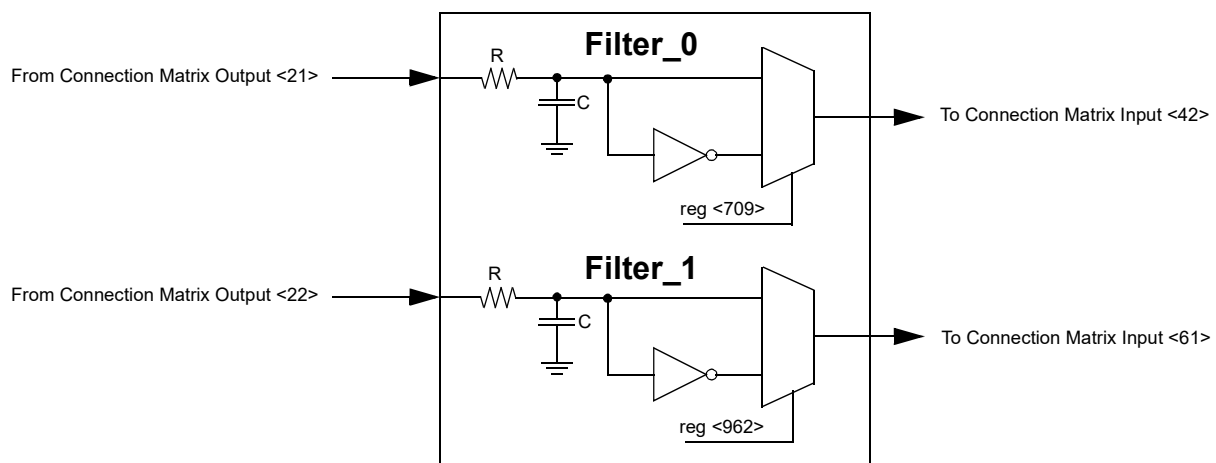 Filter_0
R
From Connection Matrix Output <21>
C
To Connection Matrix Input <42>
reg <709>
Filter_1
R
From Connection Matrix Output <22>
C
To Connection Matrix Input <61>
reg <962>